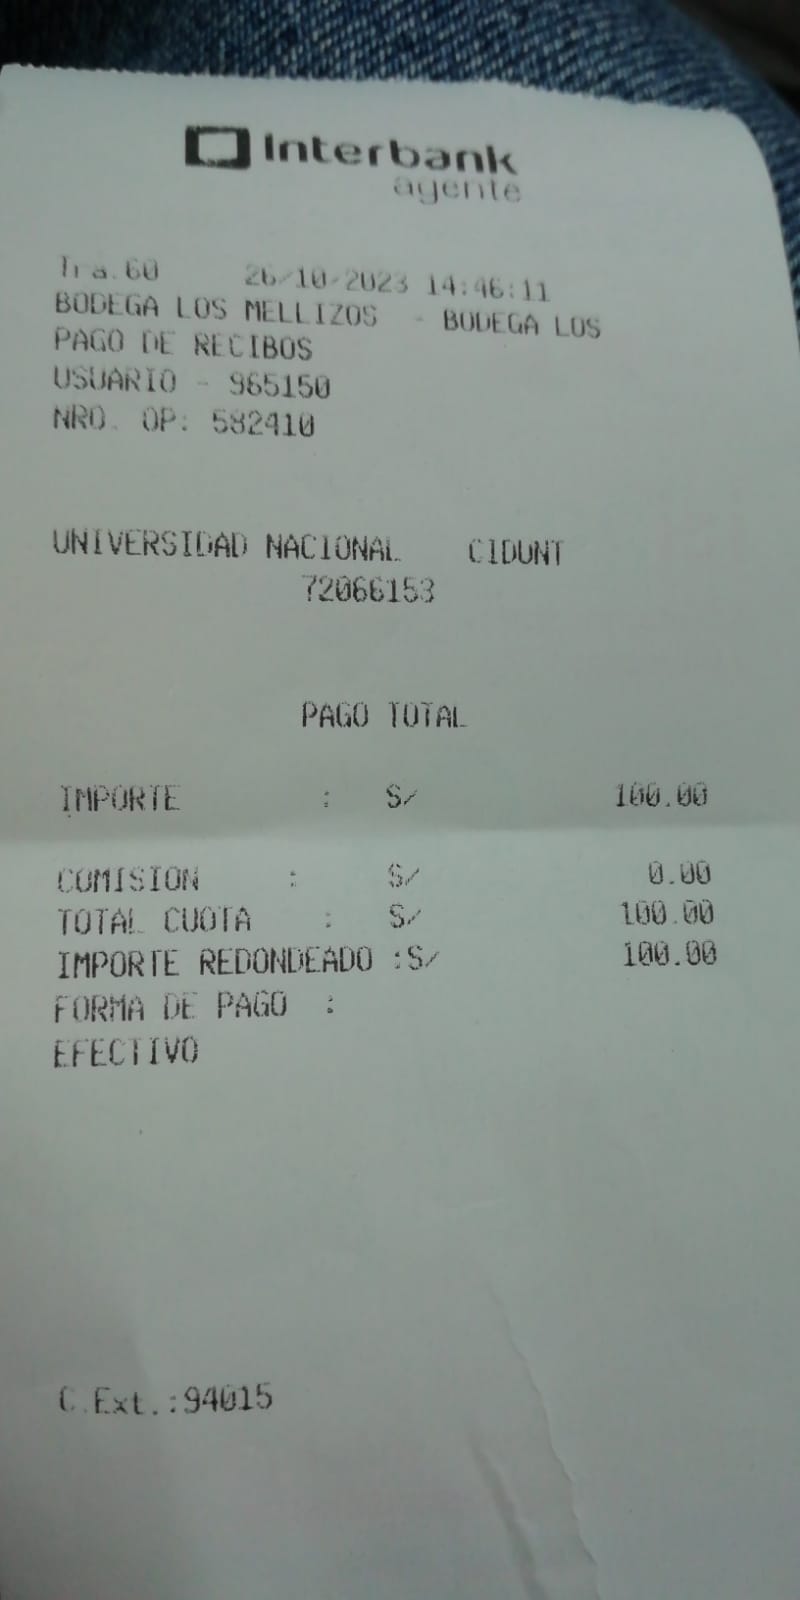 Interbank
agente
Tra.60 26/10/2023 14:46:11
BODEGA LOS MELLIZOS - BODEGA LOS
PAGO DE RECIBOS
USUARIO - 965150
NRO. OP: 582410
UNIVERSIDAD NACIONAL CIDUNT
72066153
PAGO TOTAL
IMPORTE : S/ 100.00
COMISION : S/ 0.00
TOTAL CUOTA : S/ 100.00
IMPORTE REDONDEADO :S/ 100.00
FORMA DE PAGO :
EFECTIVO
C.Ext.:94015